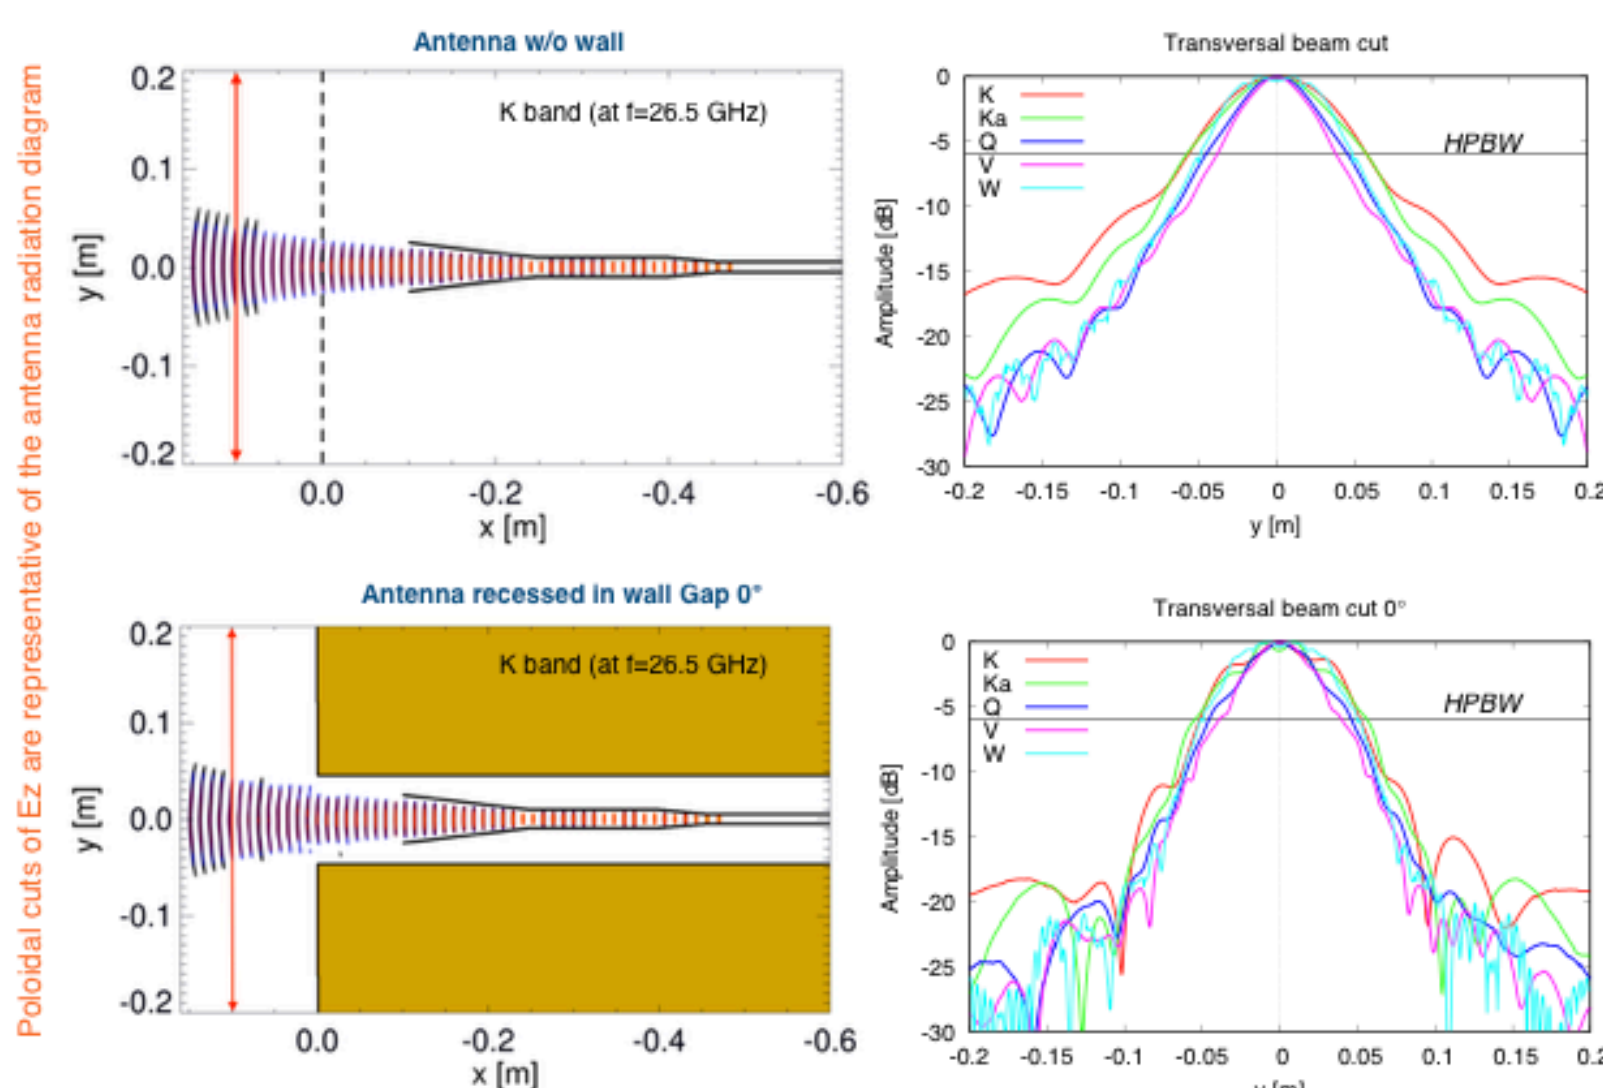 Poloidal cuts of Ez are representative of the antenna radiation diagram
Antenna w/o wall
K band (at f=26.5 GHz)
0.2
0.1
0.0
-0.1
-0.2
y [m]
0.0 -0.2 -0.4 -0.6
x [m]
Transversal beam cut
K
Ka
Q
V
W
HPBW
0
-5
-10
-15
-20
-25
-30
Amplitude [dB]
-0.2 -0.15 -0.1 -0.05 0 0.05 0.1 0.15 0.2
y [m]
Antenna recessed in wall Gap 0°
K band (at f=26.5 GHz)
0.2
0.1
0.0
-0.1
-0.2
y [m]
0.0 -0.2 -0.4 -0.6
x [m]
Transversal beam cut 0°
K
Ka
Q
V
W
HPBW
0
-5
-10
-15
-20
-25
-30
Amplitude [dB]
-0.2 -0.15 -0.1 -0.05 0 0.05 0.1 0.15 0.2